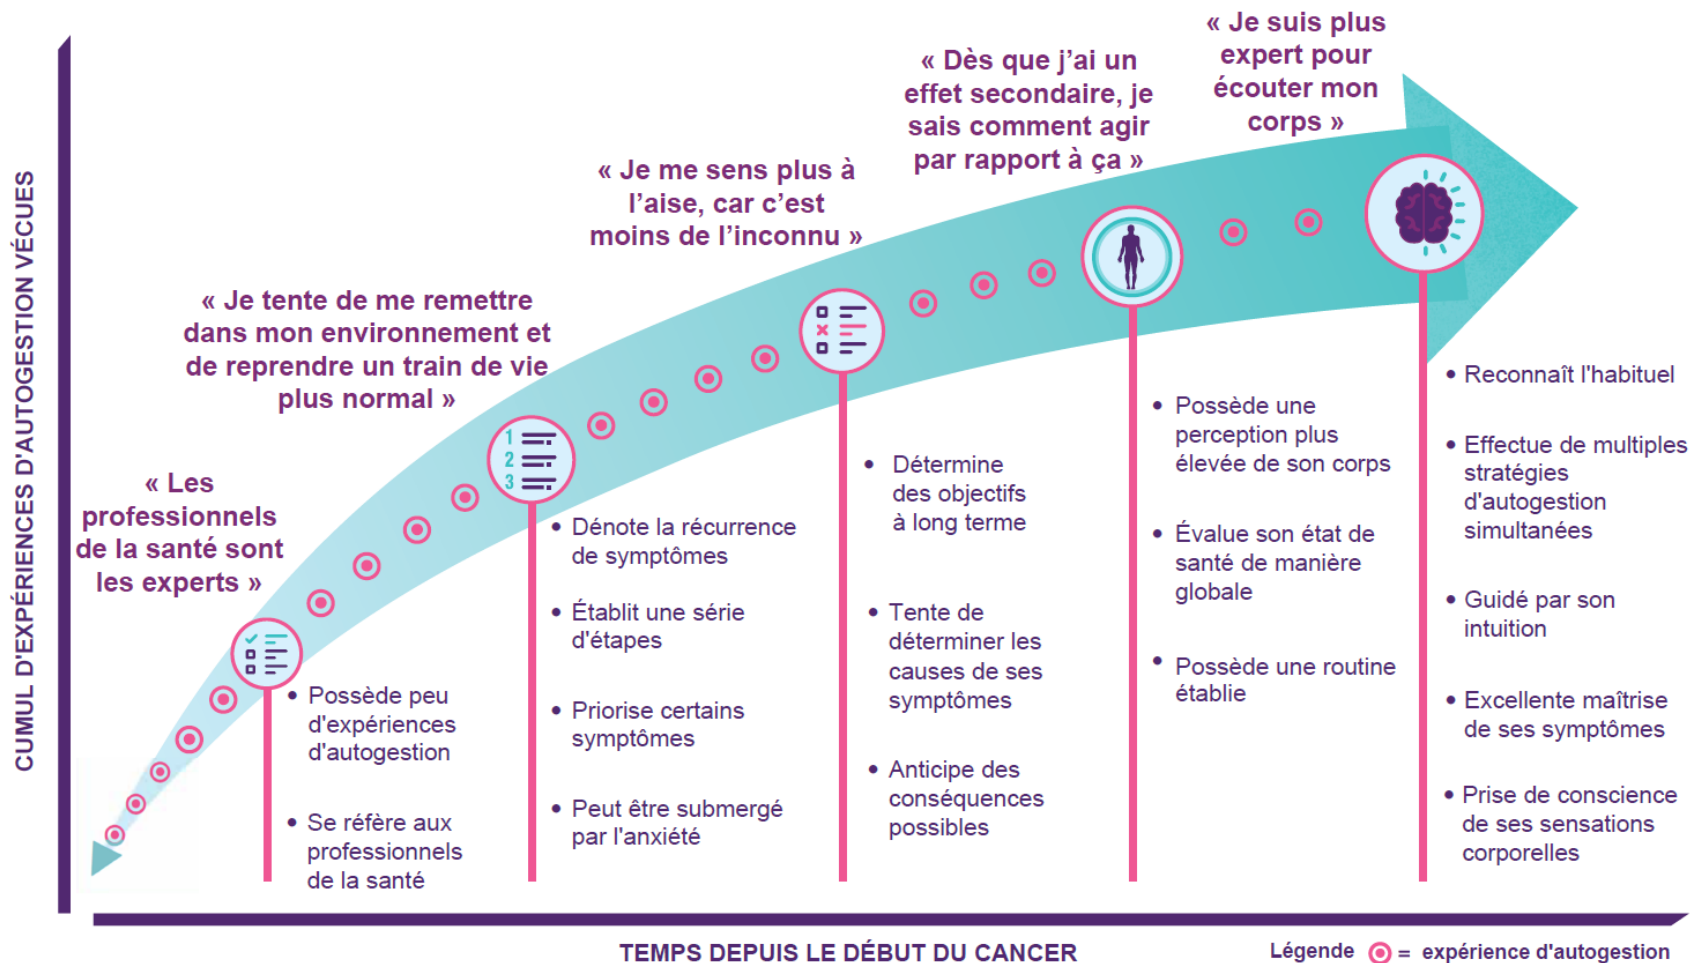 « Je suis plus
expert pour
écouter mon
corps »
« Dès que j’ai un
effet secondaire, je
sais comment agir
par rapport à ça »
« Je me sens plus à
l’aise, car c’est
moins de l’inconnu »
« Je tente de me remettre
dans mon environnement et
de reprendre un train de vie
plus normal »
« Les
professionnels
de la santé sont
les experts »
CUMUL D'EXPÉRIENCES D'AUTOGESTION VÉCUES
1
2
3
• Possède peu
d'expériences
d'autogestion
• Se réfère aux
professionnels
de la santé
• Dénote la récurrence
de symptômes
• Établit une série
d'étapes
• Priorise certains
symptômes
• Peut être submergé
par l'anxiété
• Détermine
des objectifs
à long terme
• Tente de
déterminer les
causes de ses
symptômes
• Anticipe des
conséquences
possibles
• Possède une
perception plus
élevée de son corps
• Évalue son état de
santé de manière
globale
• Possède une routine
établie
• Reconnaît l'habituel
• Effectue de multiples
stratégies
d'autogestion
simultanées
• Guidé par son
intuition
• Excellente maîtrise
de ses symptômes
• Prise de conscience
de ses sensations
corporelles
TEMPS DEPUIS LE DÉBUT DU CANCER
Légende = expérience d'autogestion